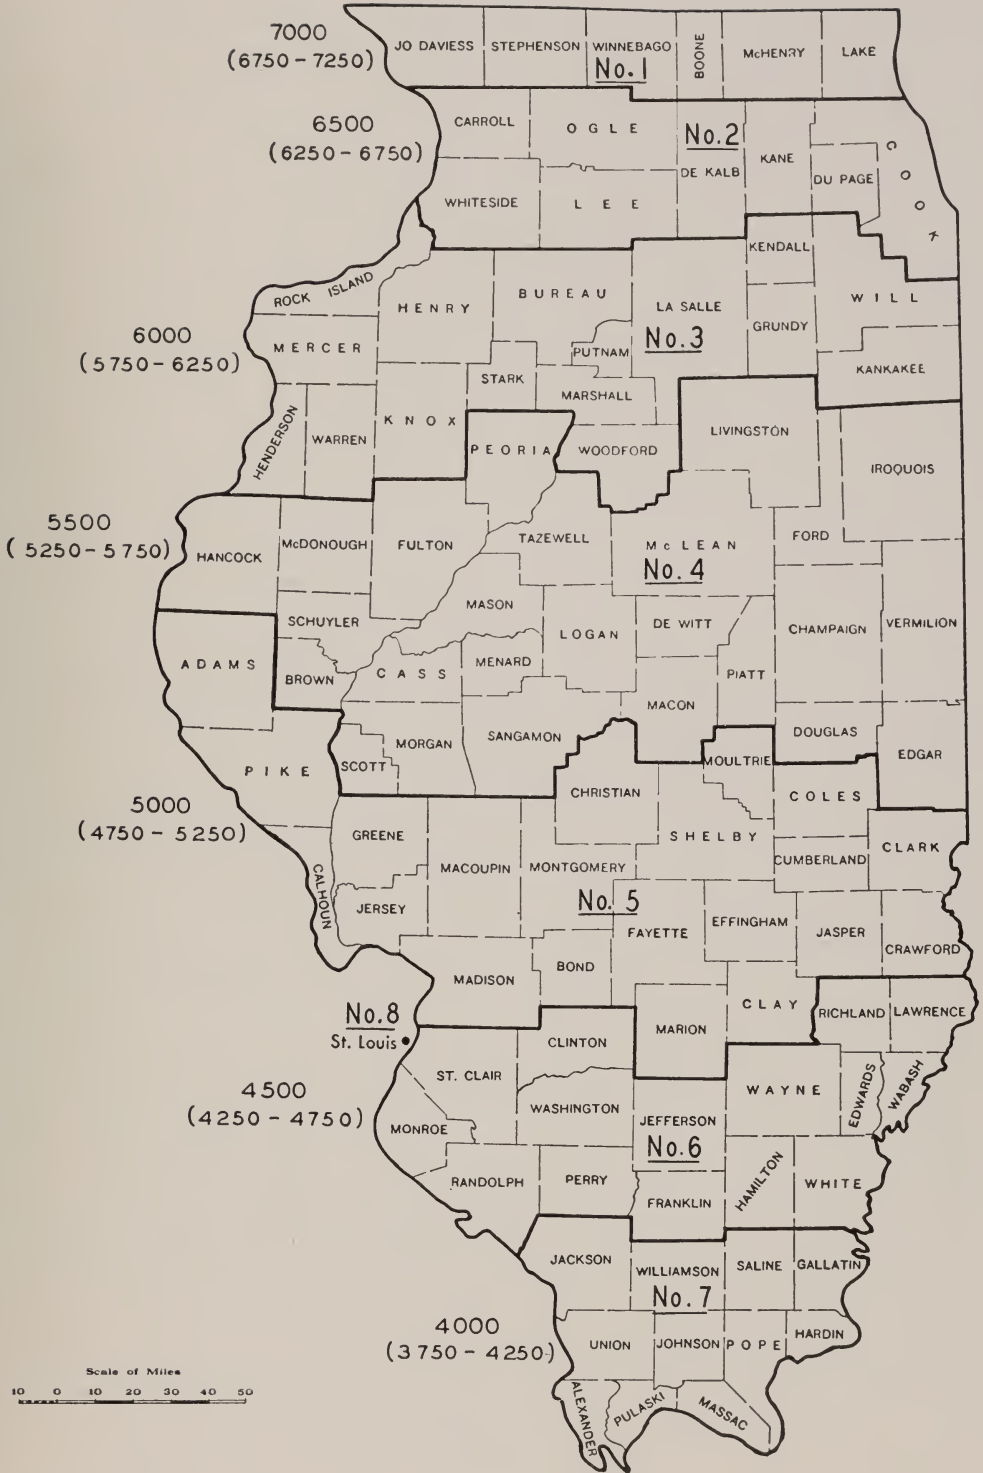 7000
(6750 – 7250)
JO DAVIESS
STEPHENSON
WINNEBAGO
No. 1
BOONE
McHENRY
LAKE
6500
(6250 – 6750)
CARROLL
OGLE
No. 2
DE KALB
KANE
DU PAGE
COOK
WHITESIDE
LEE
KENDALL
ROCK ISLAND
HENRY
BUREAU
LA SALLE
No. 3
GRUNDY
WILL
6000
(5750 – 6250)
MERCER
PUTNAM
STARK
MARSHALL
KANKAKEE
HENDERSON
WARREN
KNOX
PEORIA
WOODFORD
LIVINGSTON
IROQUOIS
5500
(5250 – 5750)
HANCOCK
McDONOUGH
FULTON
TAZEWELL
McLEAN
No. 4
FORD
SCHUYLER
MASON
LOGAN
DE WITT
CHAMPAIGN
VERMILION
ADAMS
BROWN
CASS
MENARD
PIATT
MACON
PIKE
SCOTT
MORGAN
SANGAMON
MOULTRIE
DOUGLAS
EDGAR
5000
(4750 – 5250)
CHRISTIAN
COLES
GREENE
SHELBY
CLARK
CALHOUN
MACOUPIN
MONTGOMERY
CUMBERLAND
JERSEY
No. 5
FAYETTE
EFFINGHAM
JASPER
CRAWFORD
MADISON
BOND
CLAY
No. 8
St. Louis
CLINTON
MARION
RICHLAND
LAWRENCE
4500
(4250 – 4750)
ST. CLAIR
WASHINGTON
WAYNE
EDWARDS
WABASH
MONROE
JEFFERSON
No. 6
RANDOLPH
PERRY
FRANKLIN
HAMILTON
WHITE
JACKSON
WILLIAMSON
No. 7
SALINE
GALLATIN
4000
(3750 – 4250)
UNION
JOHNSON
POPE
HARDIN
ALEXANDER
PULASKI
MASSAC
Scale of Miles
10 0 10 20 30 40 50